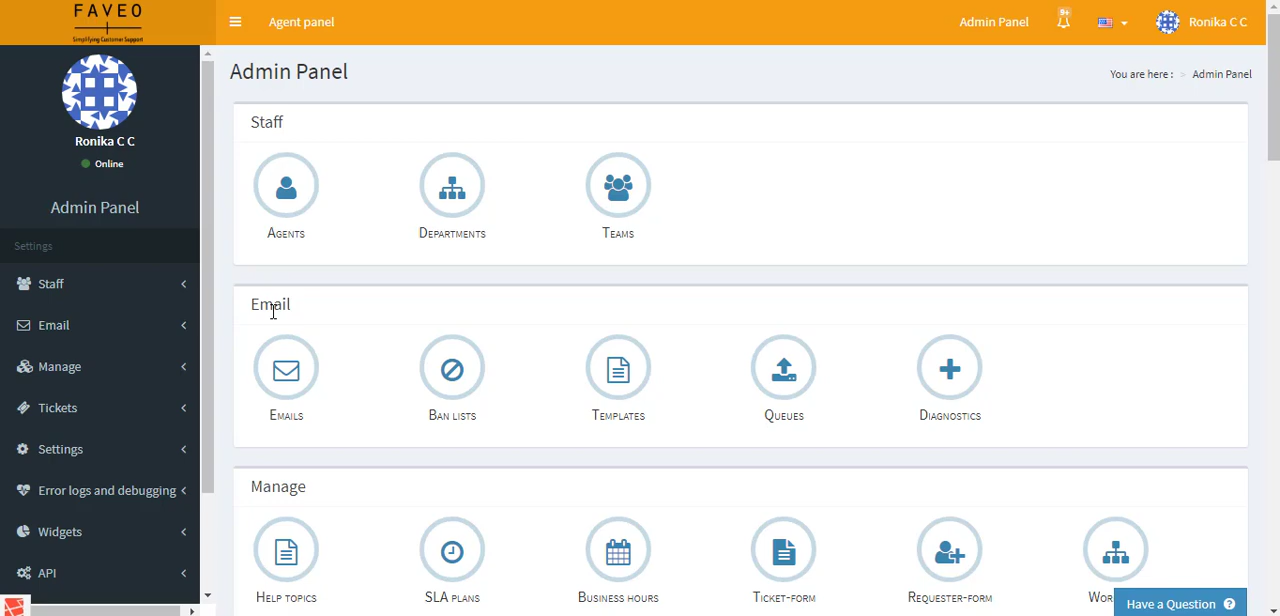 FAVEO
Simplifying Customer Support
Agent panel
Admin Panel
9+
Ronika C C
Ronika C C
Online
Admin Panel
Settings
Staff
Email
Manage
Tickets
Settings
Error logs and debugging
Widgets
API
Admin Panel
You are here : > Admin Panel
Staff
Agents
Departments
Teams
Email
Emails
Ban lists
Templates
Queues
Diagnostics
Manage
Help topics
SLA plans
Business hours
Ticket-form
Requester-form
Have a Question